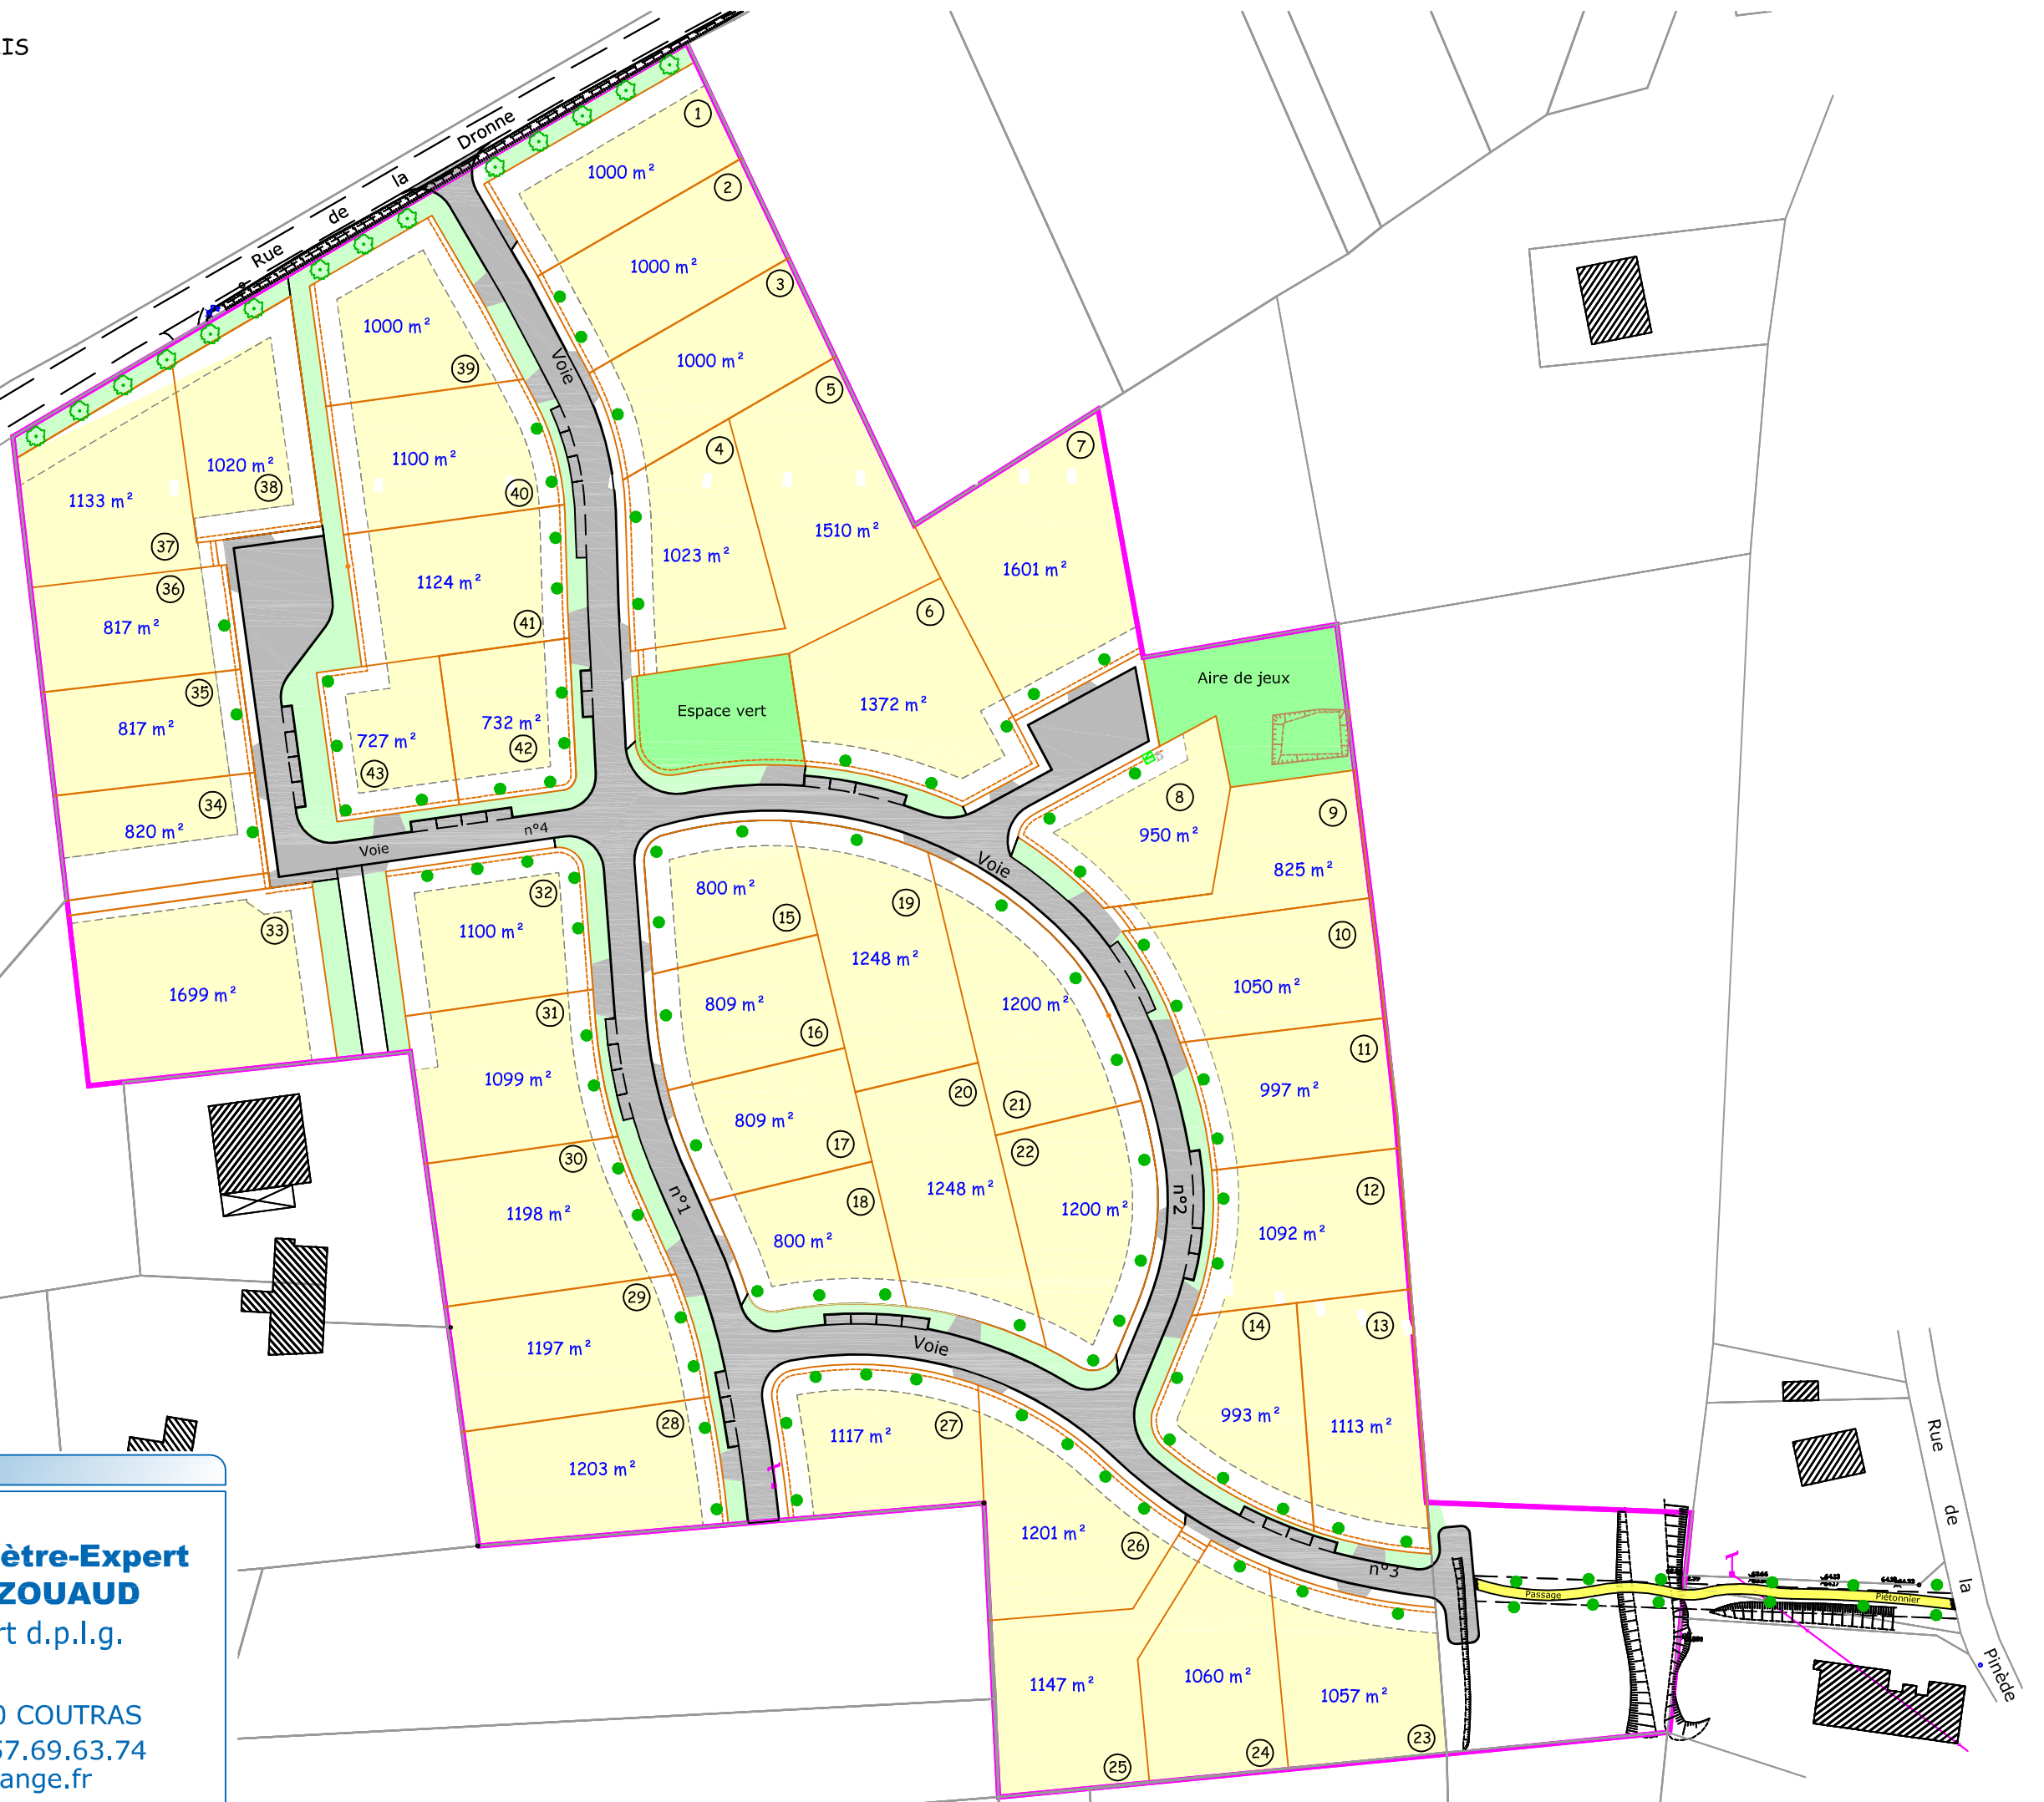 IS
Rue de la Dronne
1
1000 m²
2
1000 m²
3
1000 m²
5
4
1023 m²
1510 m²
7
1601 m²
6
1372 m²
39
1000 m²
40
1100 m²
41
1124 m²
42
732 m²
43
727 m²
38
1020 m²
37
1133 m²
36
817 m²
35
817 m²
34
820 m²
33
1699 m²
Voie
Voie n°4
Espace vert
Aire de jeux
8
950 m²
9
825 m²
10
1050 m²
11
997 m²
12
1092 m²
14
993 m²
13
1113 m²
Voie
n°2
15
800 m²
16
809 m²
17
809 m²
18
800 m²
19
1248 m²
20
1248 m²
21
1200 m²
22
1200 m²
32
1100 m²
31
1099 m²
30
1198 m²
29
1197 m²
28
1203 m²
n°1
Voie
n°3
27
1117 m²
26
1201 m²
25
1147 m²
24
1060 m²
23
1057 m²
Passage Piétonnier
Rue de la Pinède
ètre-Expert
ZOUAUD
rt d.p.l.g.
0 COUTRAS
57.69.63.74
ange.fr